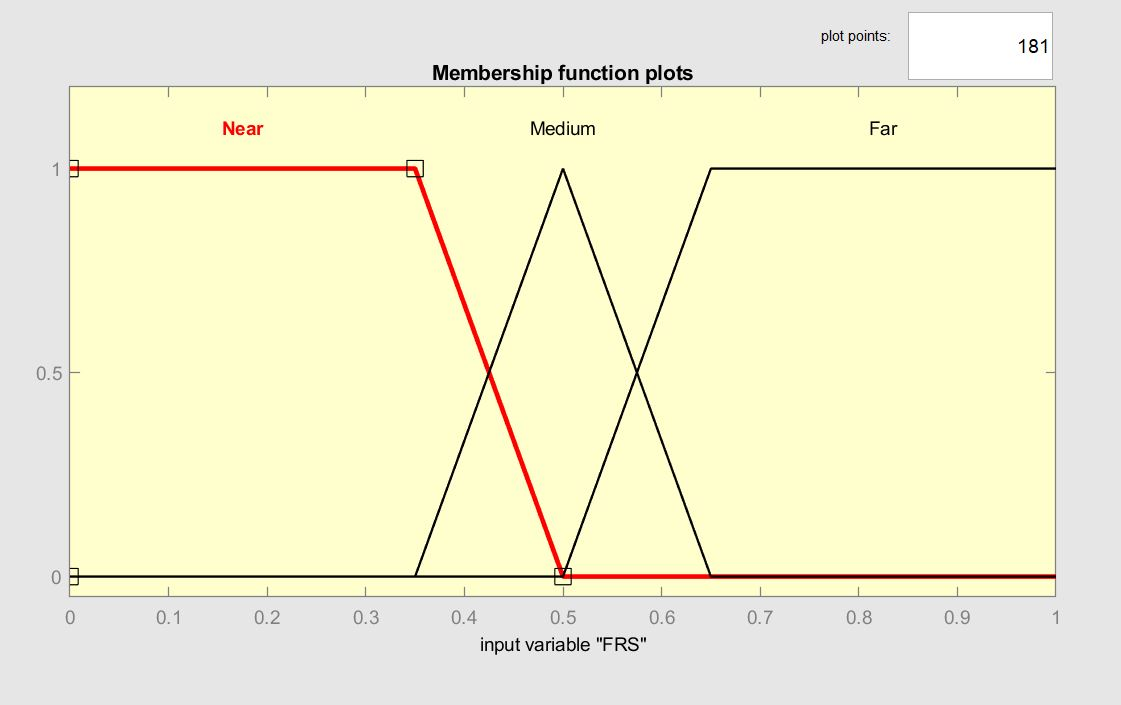 plot points:
181
Membership function plots
Near
Medium
Far
1
0.5
0
0 0.1 0.2 0.3 0.4 0.5 0.6 0.7 0.8 0.9 1
input variable "FRS"